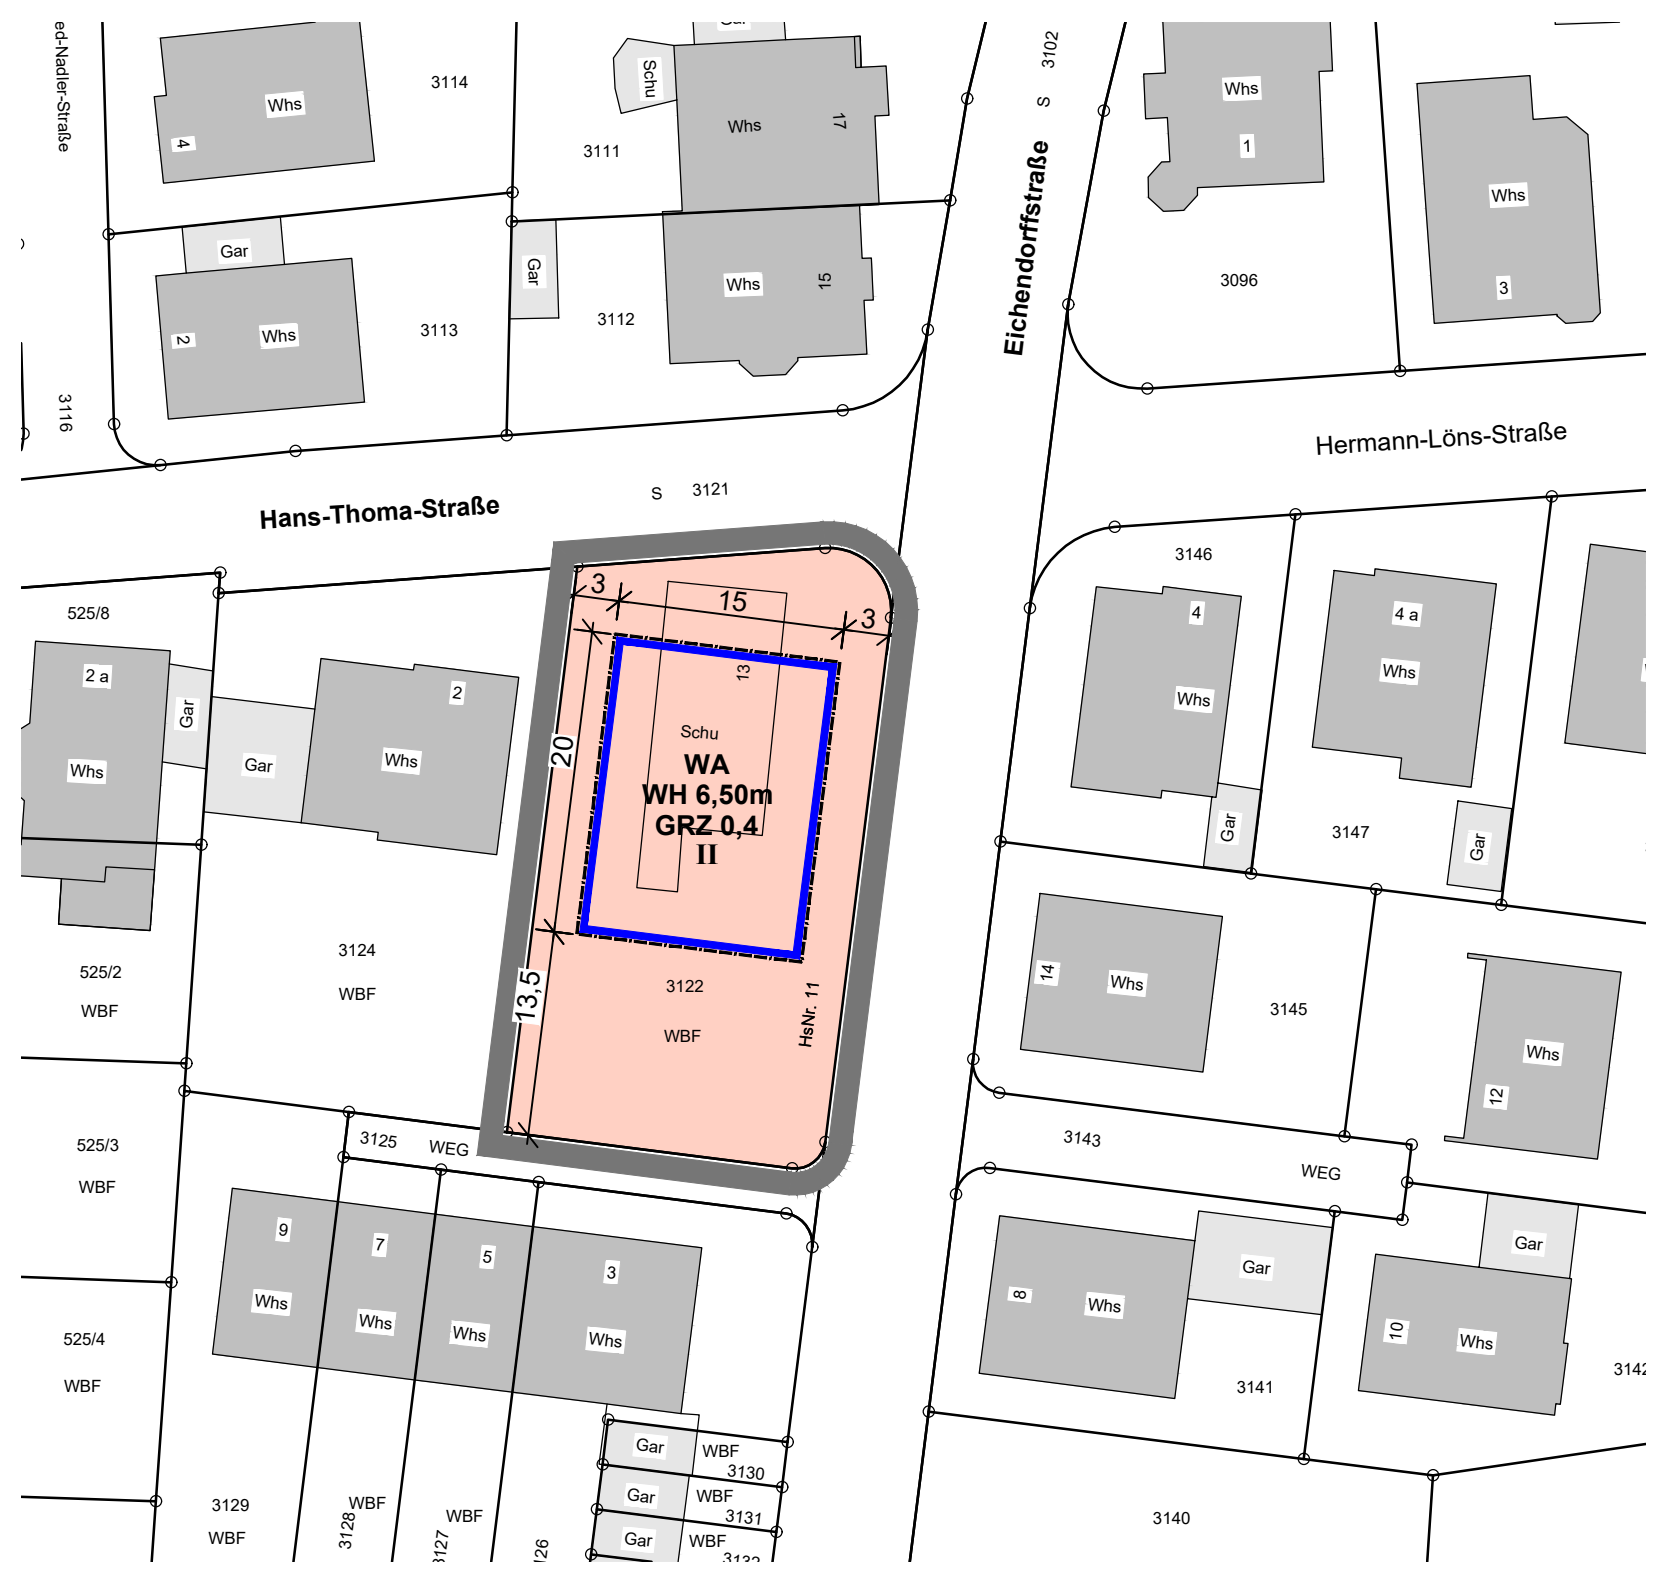 ed-Nadler-Straße
Whs
4
3114
Schu
3111
Whs
17
3102
S
Whs
1
Whs
3
Gar
Whs
2
3113
Gar
3112
Whs
15
Eichendorffstraße
3096
3116
Hermann-Löns-Straße
Hans-Thoma-Straße
S
3121
525/8
2 a
Whs
Gar
Gar
2
Whs
3
15
3
13
20
Schu
WA
WH 6,50m
GRZ 0,4
II
13,5
3122
WBF
HsNr. 11
3146
4
Whs
Gar
4 a
Whs
3147
Gar
525/2
WBF
3124
WBF
14
Whs
3145
Whs
12
525/3
WBF
3125
WEG
3143
WEG
9
Whs
7
Whs
5
Whs
3
Whs
8
Whs
Gar
Gar
10
Whs
525/4
WBF
3141
3142
Gar
WBF
3130
Gar
WBF
3131
Gar
WBF
3132
3129
WBF
3128
WBF
3127
WBF
26
3140